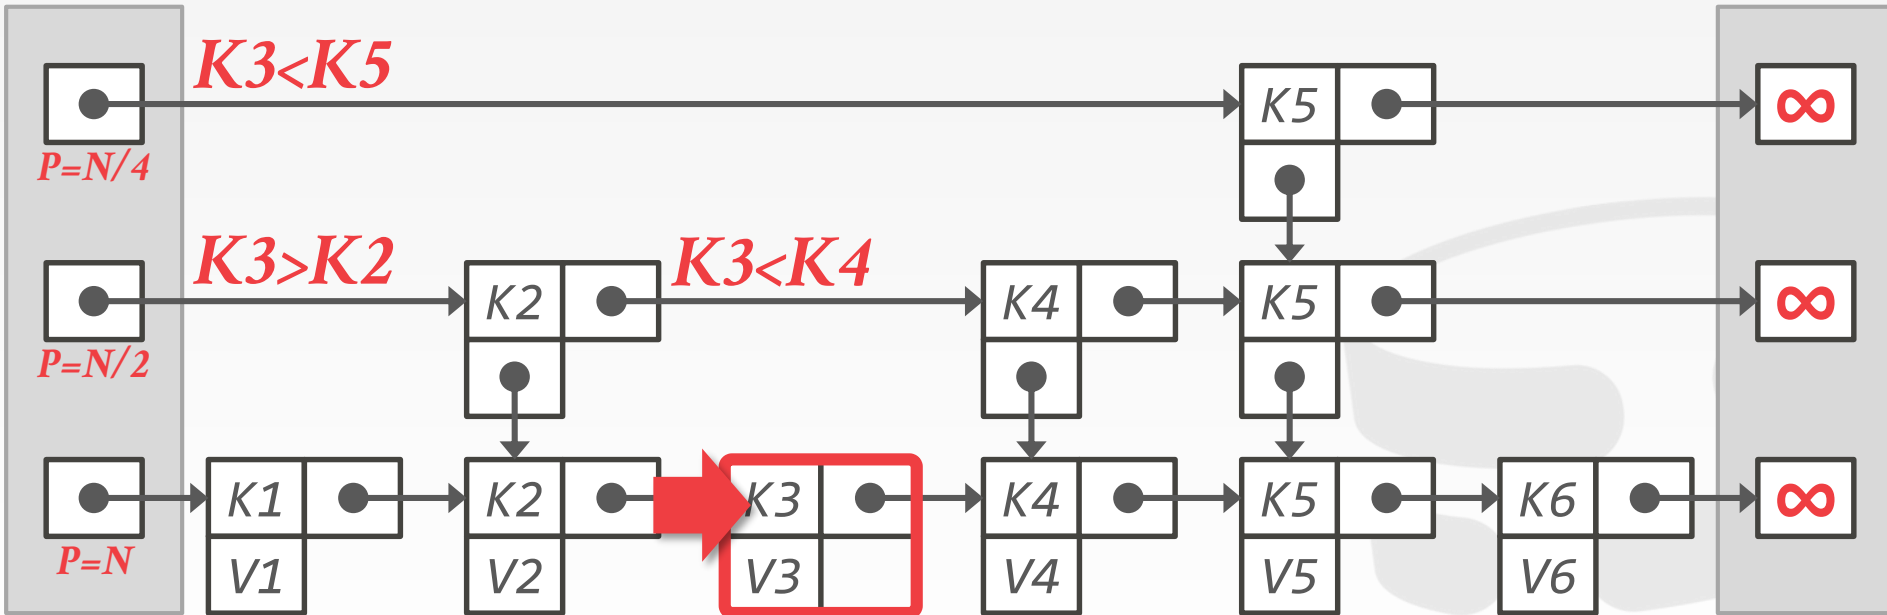 K3<K5
K5
∞
P=N/4
K3>K2
K3<K4
K2
K4
K5
∞
P=N/2
K1
K2
K3
K4
K5
K6
∞
P=N
V1
V2
V3
V4
V5
V6